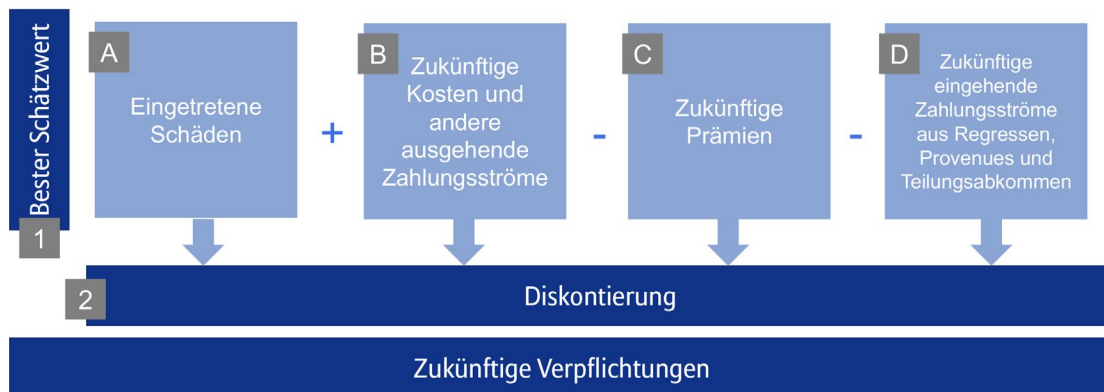 Bester Schätzwert
1
A
Eingetretene
Schäden
+
B
Zukünftige
Kosten und
andere
ausgehende
Zahlungsströme
-
C
Zukünftige
Prämien
-
D
Zukünftige
eingehende
Zahlungsströme
aus Regressen,
Provenues und
Teilungsabkommen
2
Diskontierung
Zukünftige Verpflichtungen